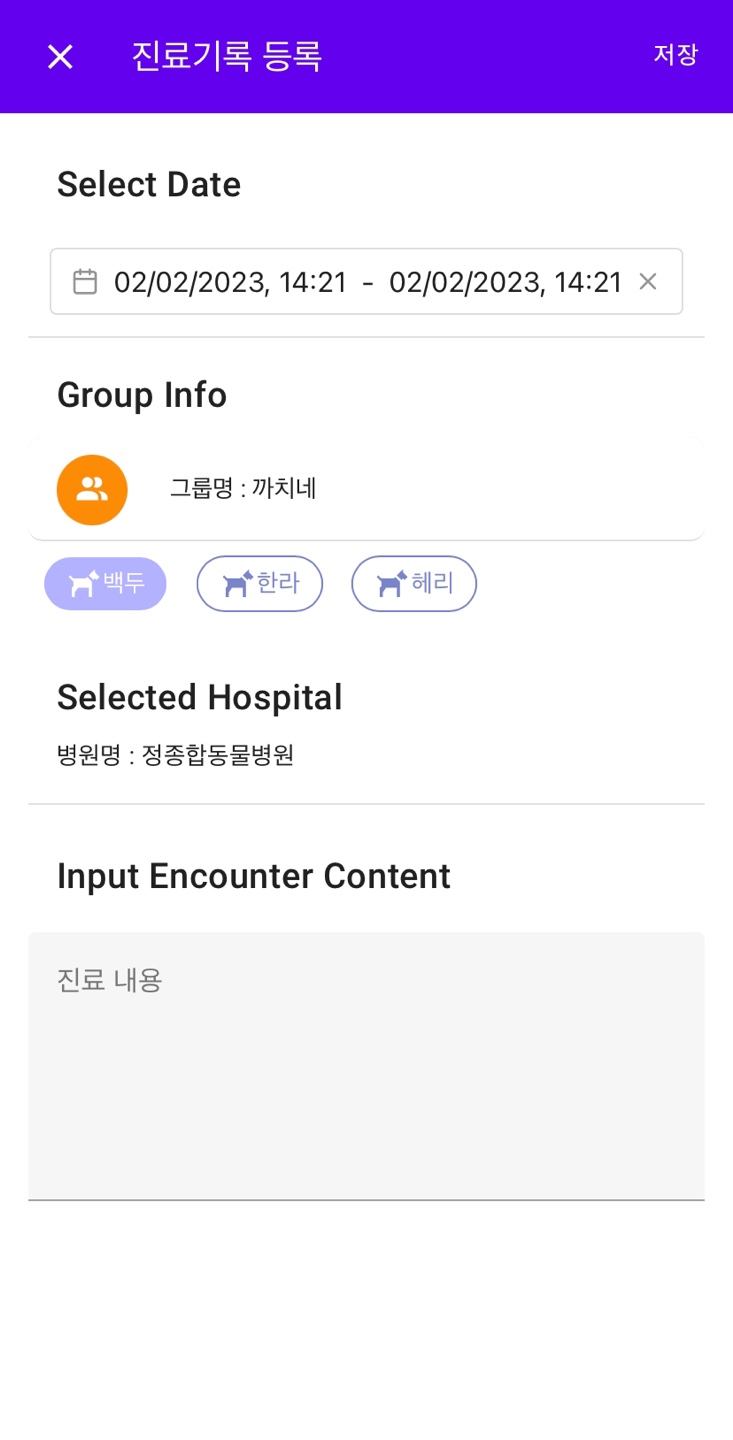 진료기록 등록 저장
Select Date
02/02/2023, 14:21 - 02/02/2023, 14:21
Group Info
그룹명 : 까치네
백두 한라 헤리
Selected Hospital
병원명 : 정종합동물병원
Input Encounter Content
진료 내용